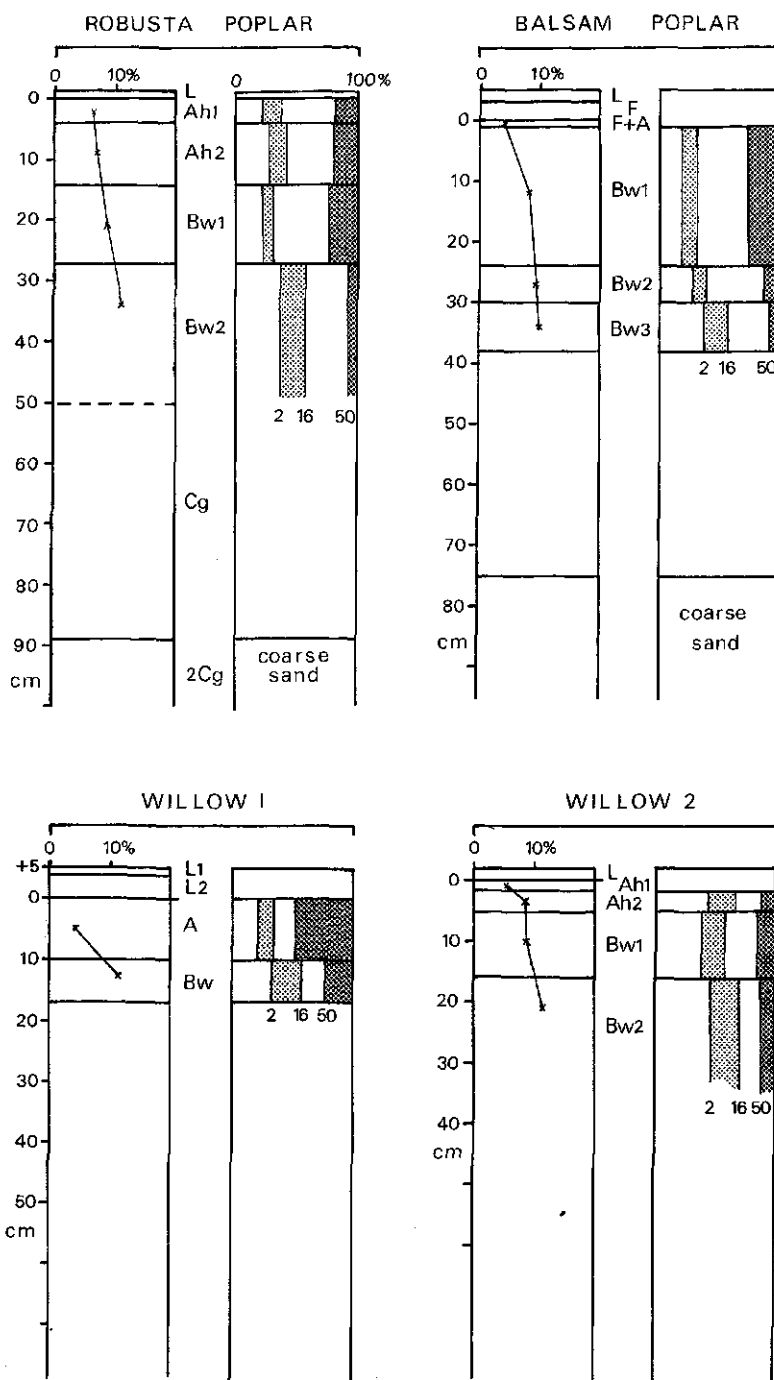 ROBUSTA POPLAR
0 10%
0 100%
L
0
Ah1
Ah2
10
Bw1
20
30
Bw2
40
2 16 50
50
60
Cg
70
80
90
cm
2Cg
coarse
sand
BALSAM POPLAR
0 10%
L
F
0
F+A
10
Bw1
20
Bw2
30
Bw3
40
2 16 50
50
60
70
80
cm
coarse
sand
WILLOW 1
0 10%
+5
L1
L2
0
A
10
Bw
20
2 16 50
30
40
50
cm
WILLOW 2
0 10%
L
0
Ah1
Ah2
10
Bw1
20
Bw2
30
2 16 50
40
cm